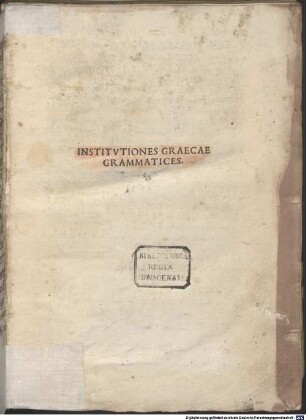 INSTITVTIONES GRAECAE
GRAMMATICES.
BIBLIOTHECA
REGIA
MONACENSIS